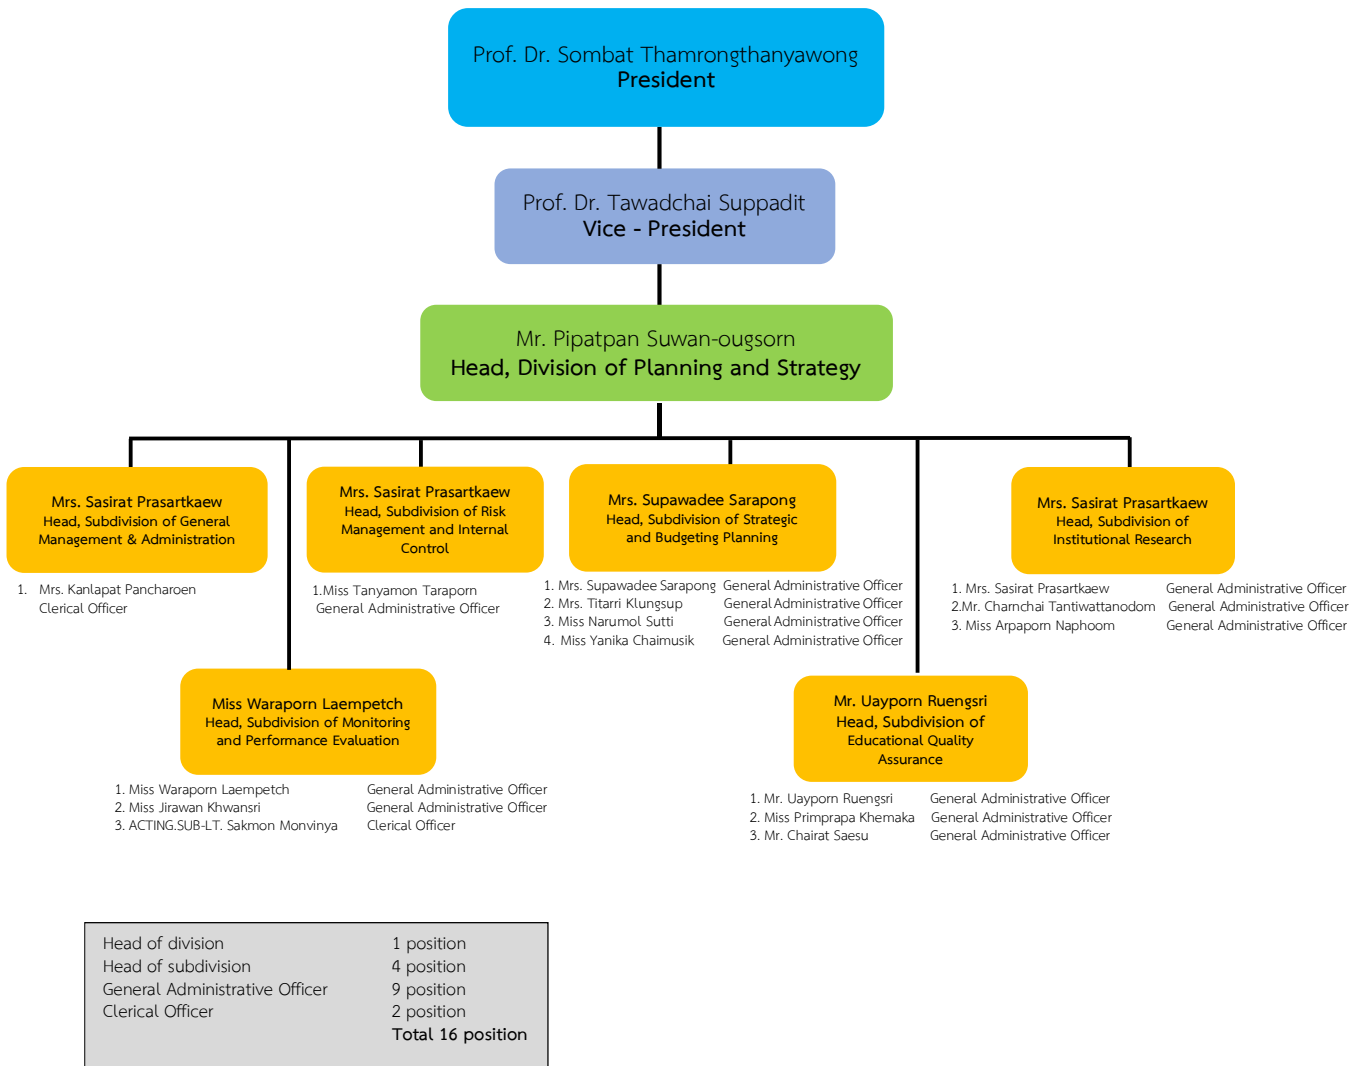 Prof. Dr. Sombat Thamrongthanyawong
President
Prof. Dr. Tawadchai Suppadit
Vice - President
Mr. Pipatpan Suwan-ougsorn
Head, Division of Planning and Strategy
Mrs. Sasirat Prasartkaew
Head, Subdivision of General
Management & Administration
1. Mrs. Kanlapat Pancharoen
Clerical Officer
Mrs. Sasirat Prasartkaew
Head, Subdivision of Risk
Management and Internal
Control
1.Miss Tanyamon Taraporn
General Administrative Officer
Mrs. Supawadee Sarapong
Head, Subdivision of Strategic
and Budgeting Planning
1. Mrs. Supawadee Sarapong General Administrative Officer
2. Mrs. Titarri Klungsup General Administrative Officer
3. Miss Narumol Sutti General Administrative Officer
4. Miss Yanika Chaimusik General Administrative Officer
Mrs. Sasirat Prasartkaew
Head, Subdivision of
Institutional Research
1. Mrs. Sasirat Prasartkaew General Administrative Officer
2.Mr. Charnchai Tantiwattanodom General Administrative Officer
3. Miss Arpaporn Naphoom General Administrative Officer
Miss Waraporn Laempetch
Head, Subdivision of Monitoring
and Performance Evaluation
1. Miss Waraporn Laempetch General Administrative Officer
2. Miss Jirawan Khwansri General Administrative Officer
3. ACTING.SUB-LT. Sakmon Monvinya Clerical Officer
Mr. Uayporn Ruengsri
Head, Subdivision of
Educational Quality
Assurance
1. Mr. Uayporn Ruengsri General Administrative Officer
2. Miss Primprapa Khemaka General Administrative Officer
3. Mr. Chairat Saesu General Administrative Officer
Head of division 1 position
Head of subdivision 4 position
General Administrative Officer 9 position
Clerical Officer 2 position
Total 16 position